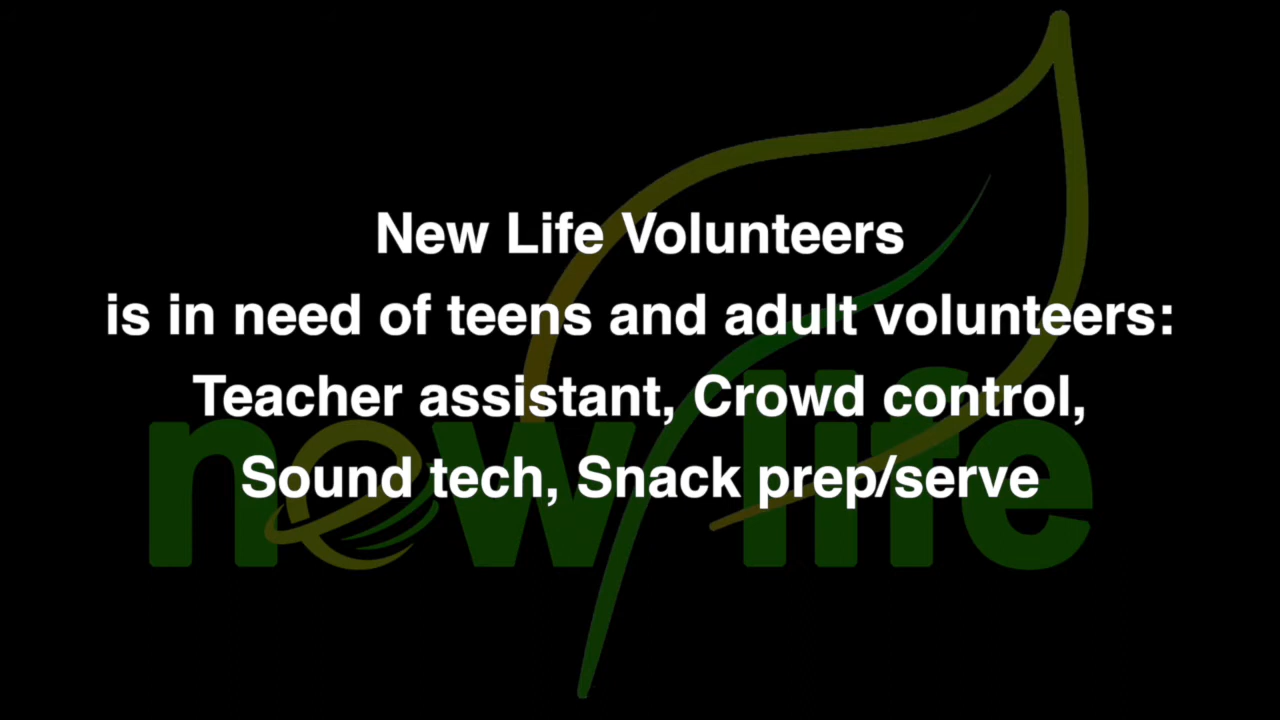 New Life Volunteers
is in need of teens and adult volunteers:
Teacher assistant, Crowd control,
Sound tech, Snack prep/serve
new life